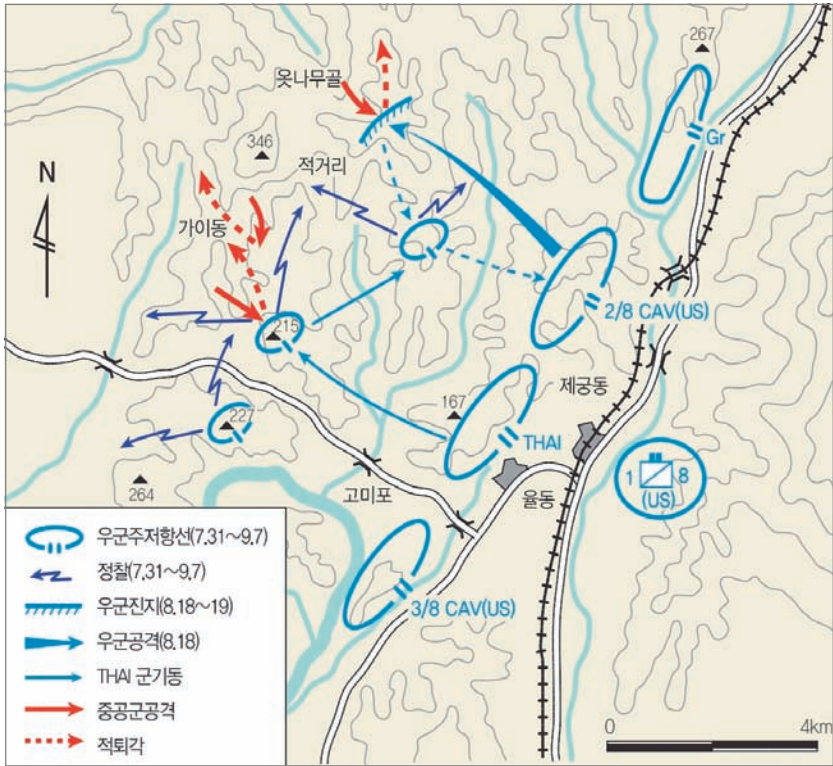 267
옻나무골
Gr
346
적거리
N
가이동
215
2/8 CAV(US)
제궁동
167
227
THAI
1 8
(US)
264
고미포
율동
3/8 CAV(US)
우군주저항선(7.31~9.7)
정찰(7.31~9.7)
우군진지(8.18~19)
우군공격(8.18)
THAI 군기동
중공군공격
적퇴각
0 4km